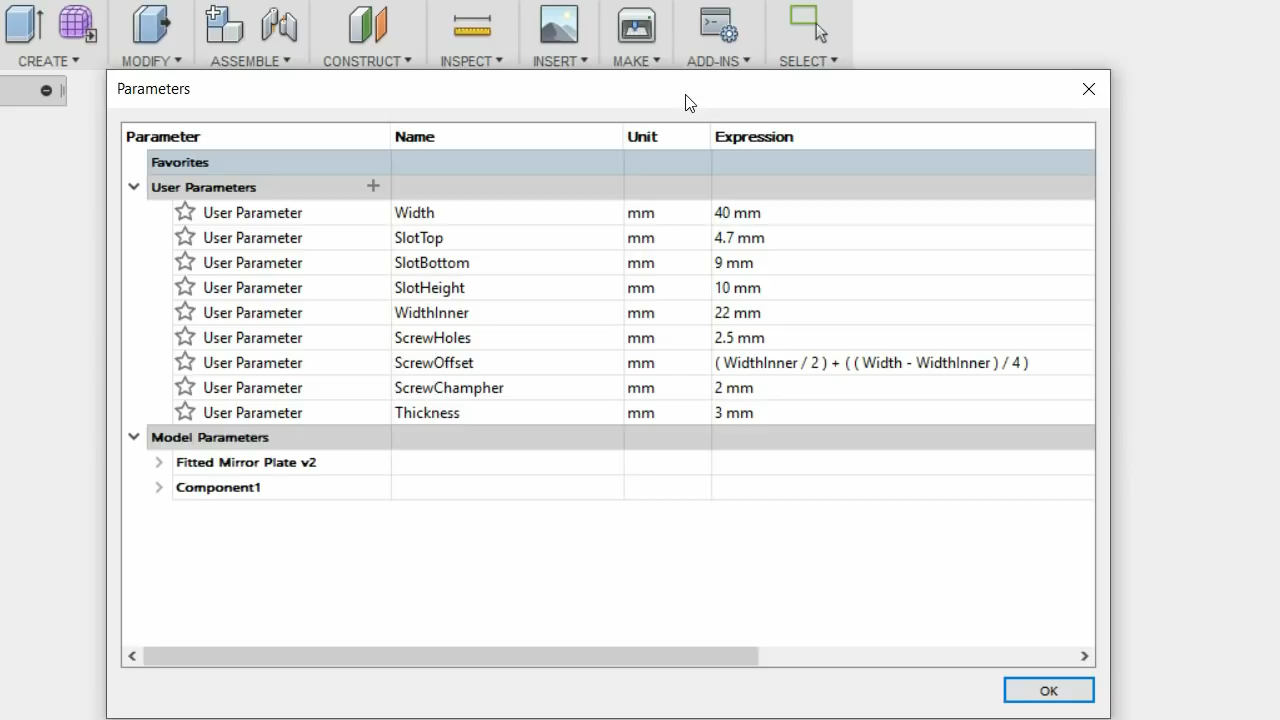 CREATE ▾ MODIFY ▾ ASSEMBLE ▾ CONSTRUCT ▾ INSPECT ▾ INSERT ▾ MAKE ▾ ADD-INS ▾ SELECT ▾
Parameters
Parameter Name Unit Expression
Favorites
User Parameters +
User Parameter Width mm 40 mm
User Parameter SlotTop mm 4.7 mm
User Parameter SlotBottom mm 9 mm
User Parameter SlotHeight mm 10 mm
User Parameter WidthInner mm 22 mm
User Parameter ScrewHoles mm 2.5 mm
User Parameter ScrewOffset mm ( WidthInner / 2 ) + ( ( Width - WidthInner ) / 4 )
User Parameter ScrewChampher mm 2 mm
User Parameter Thickness mm 3 mm
Model Parameters
Fitted Mirror Plate v2
Component1
OK